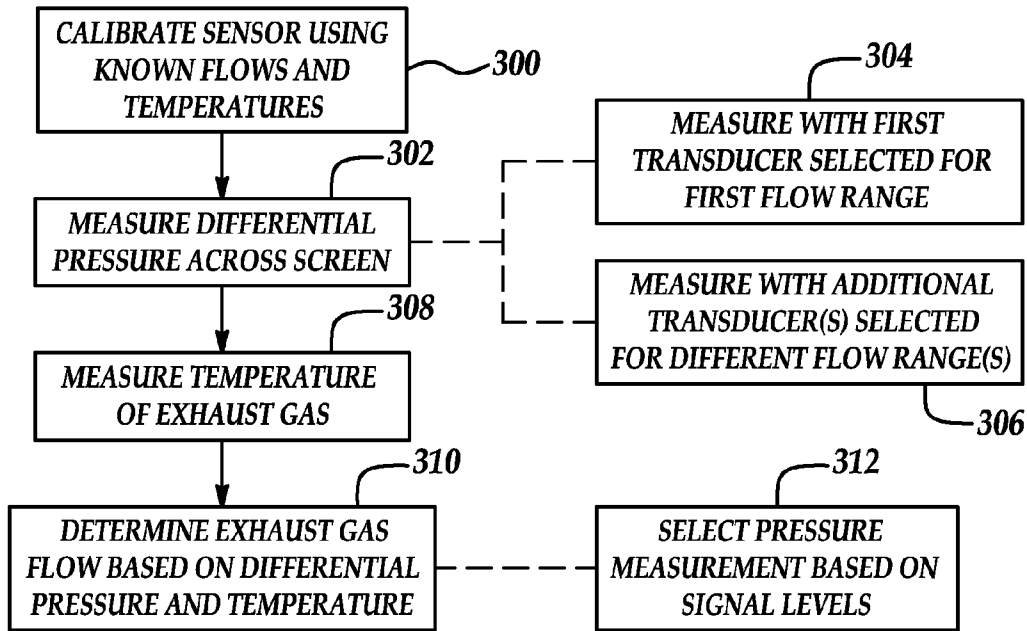 CALIBRATE SENSOR USING
KNOWN FLOWS AND
TEMPERATURES
300
302
MEASURE DIFFERENTIAL
PRESSURE ACROSS SCREEN
304
MEASURE WITH FIRST
TRANSDUCER SELECTED FOR
FIRST FLOW RANGE
MEASURE WITH ADDITIONAL
TRANSDUCER(S) SELECTED
FOR DIFFERENT FLOW RANGE(S)
306
308
MEASURE TEMPERATURE
OF EXHAUST GAS
310
DETERMINE EXHAUST GAS
FLOW BASED ON DIFFERENTIAL
PRESSURE AND TEMPERATURE
312
SELECT PRESSURE
MEASUREMENT BASED ON
SIGNAL LEVELS